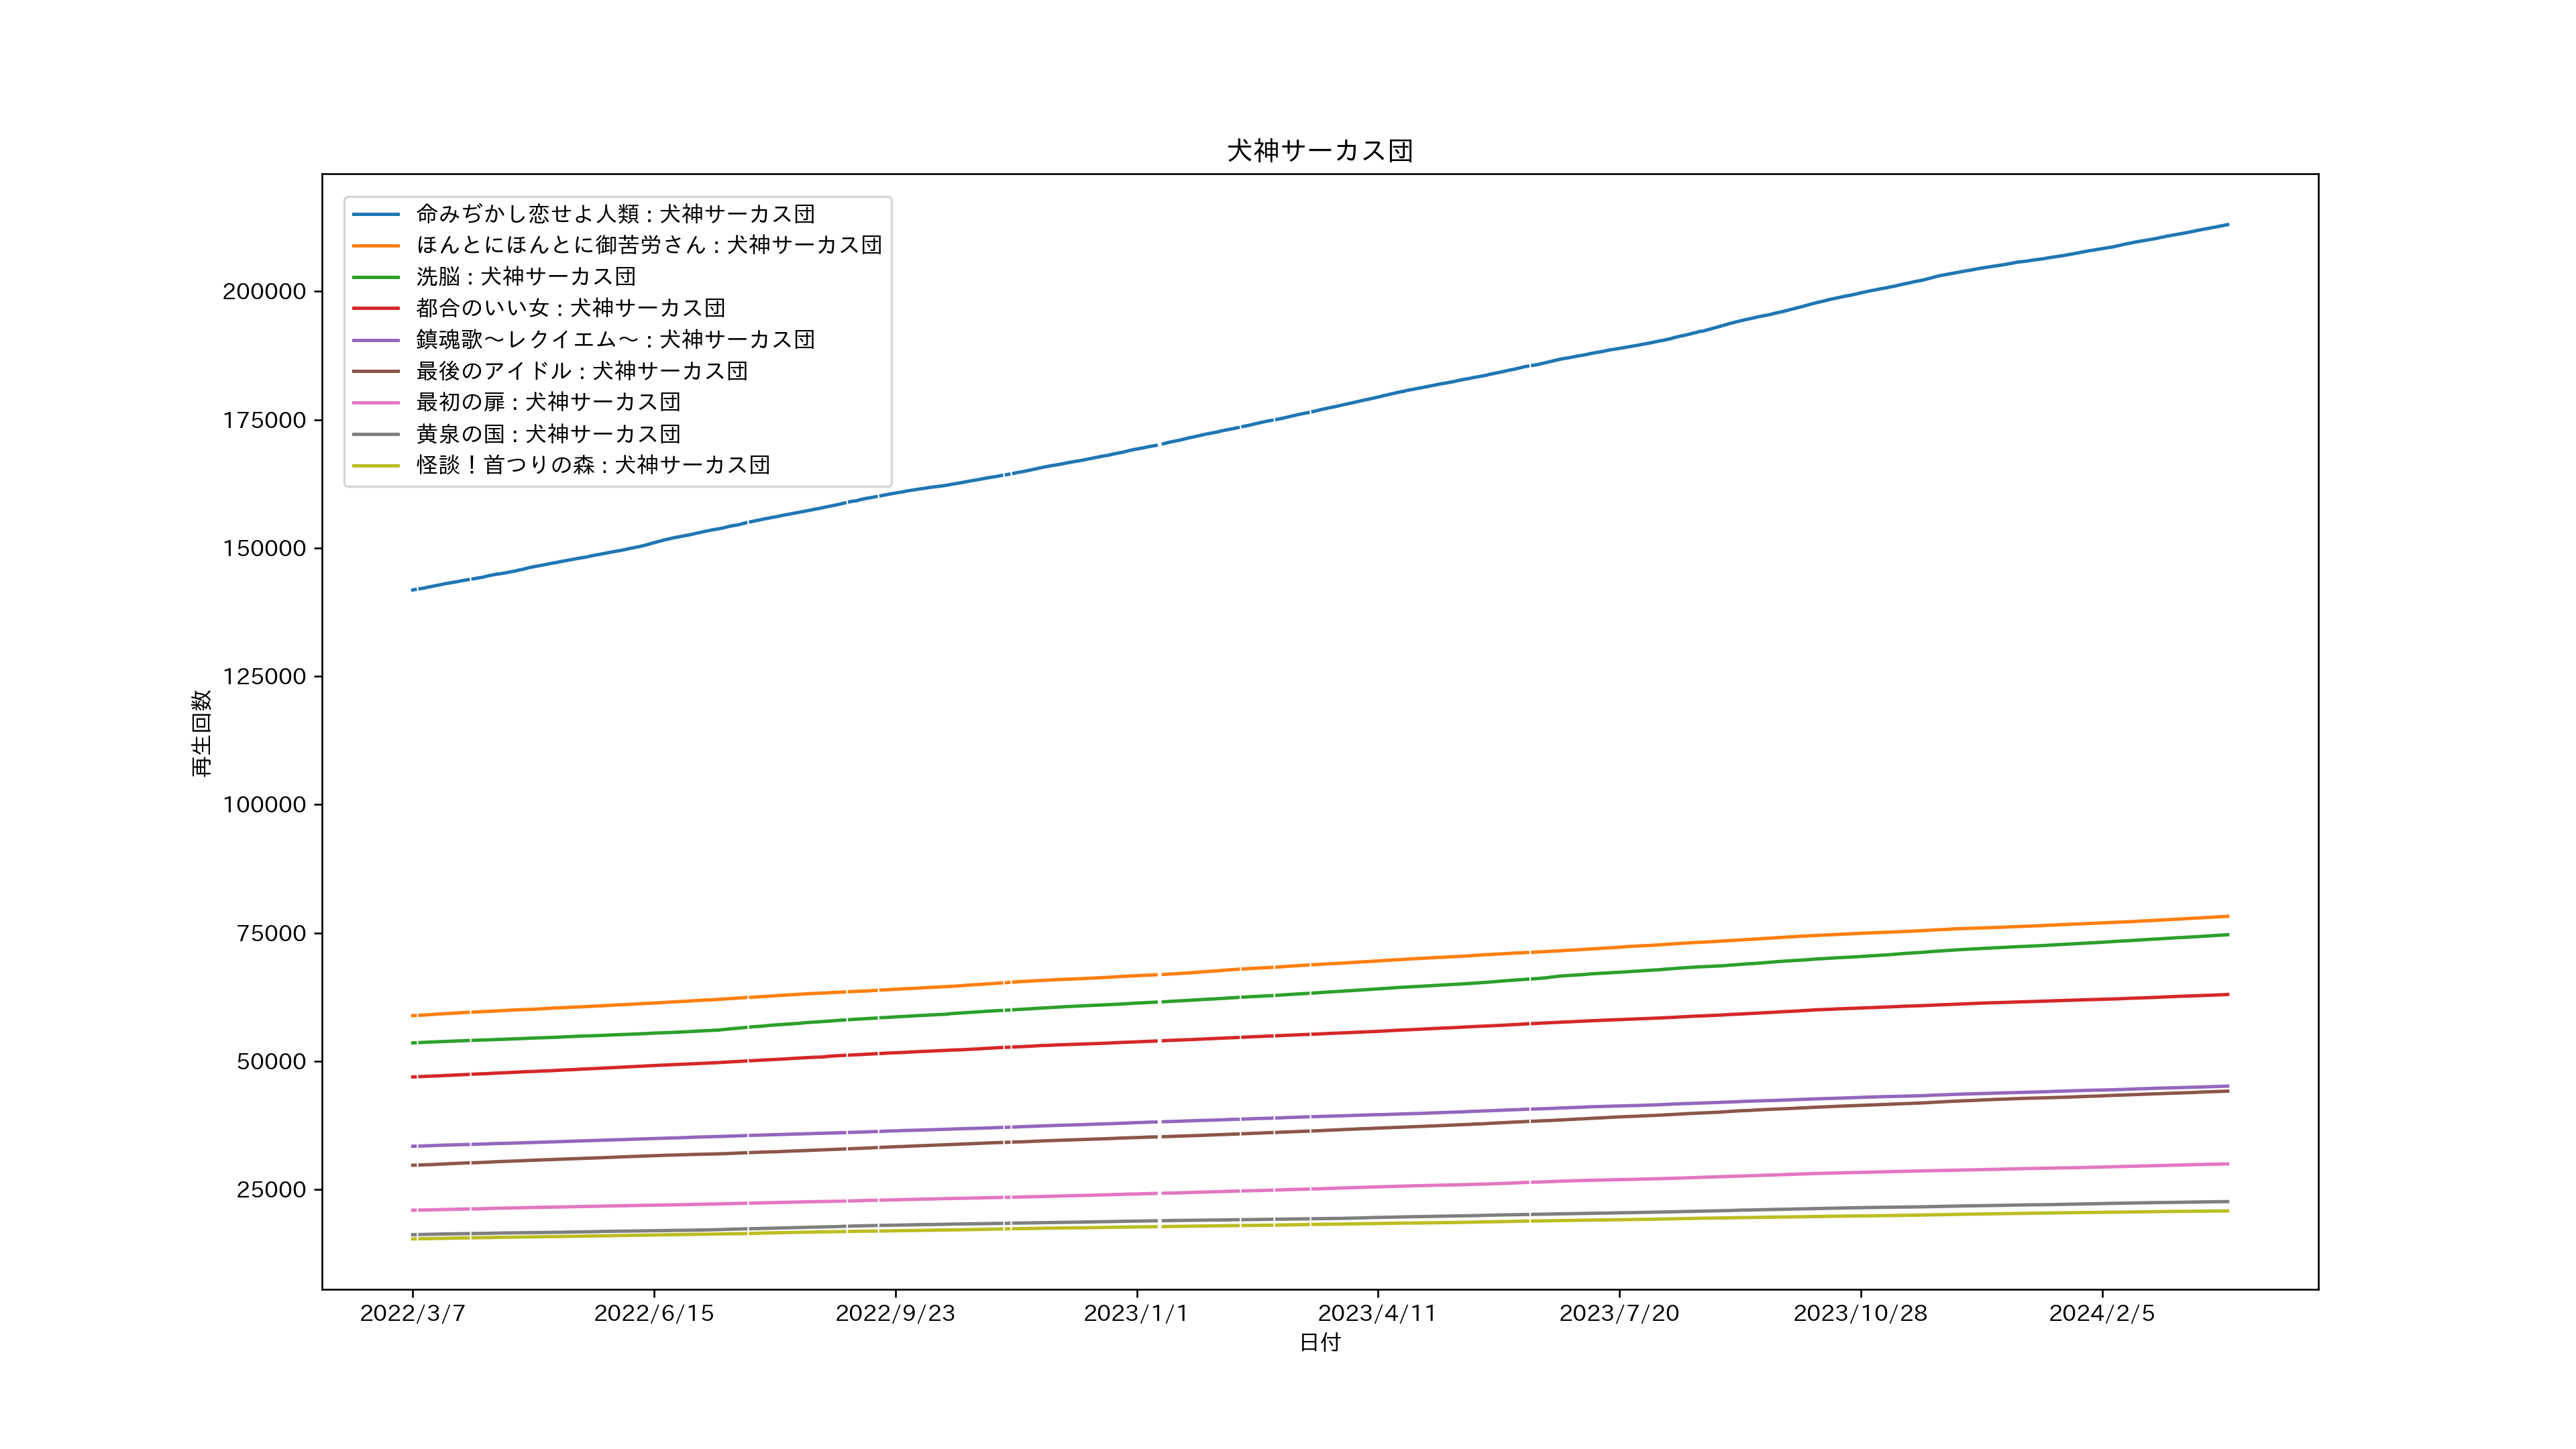 犬神サーカス団
命みぢかし恋せよ人類 : 犬神サーカス団
ほんとにほんとに御苦労さん : 犬神サーカス団
洗脳 : 犬神サーカス団
都合のいい女 : 犬神サーカス団
鎮魂歌～レクイエム～ : 犬神サーカス団
最後のアイドル : 犬神サーカス団
最初の扉 : 犬神サーカス団
黄泉の国 : 犬神サーカス団
怪談！首つりの森 : 犬神サーカス団
200000
175000
150000
125000
100000
75000
50000
25000
再生回数
2022/3/7 2022/6/15 2022/9/23 2023/1/1 2023/4/11 2023/7/20 2023/10/28 2024/2/5
日付